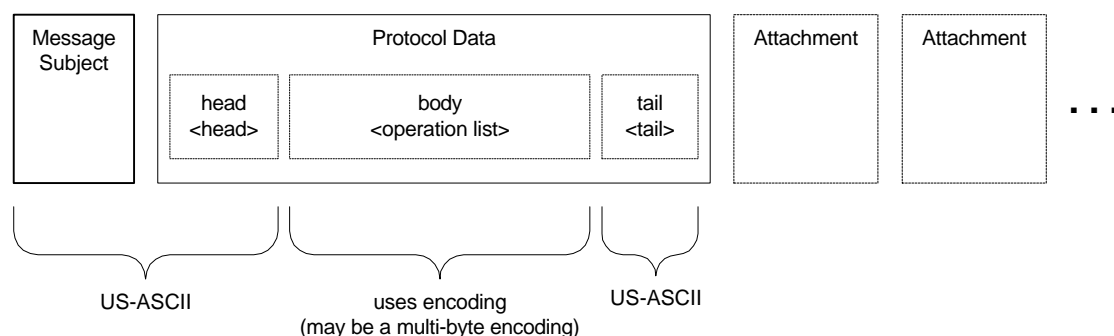 Message
Subject
Protocol Data
head
<head>
body
<operation list>
tail
<tail>
Attachment
Attachment
. . .
US-ASCII
uses encoding
(may be a multi-byte encoding)
US-ASCII